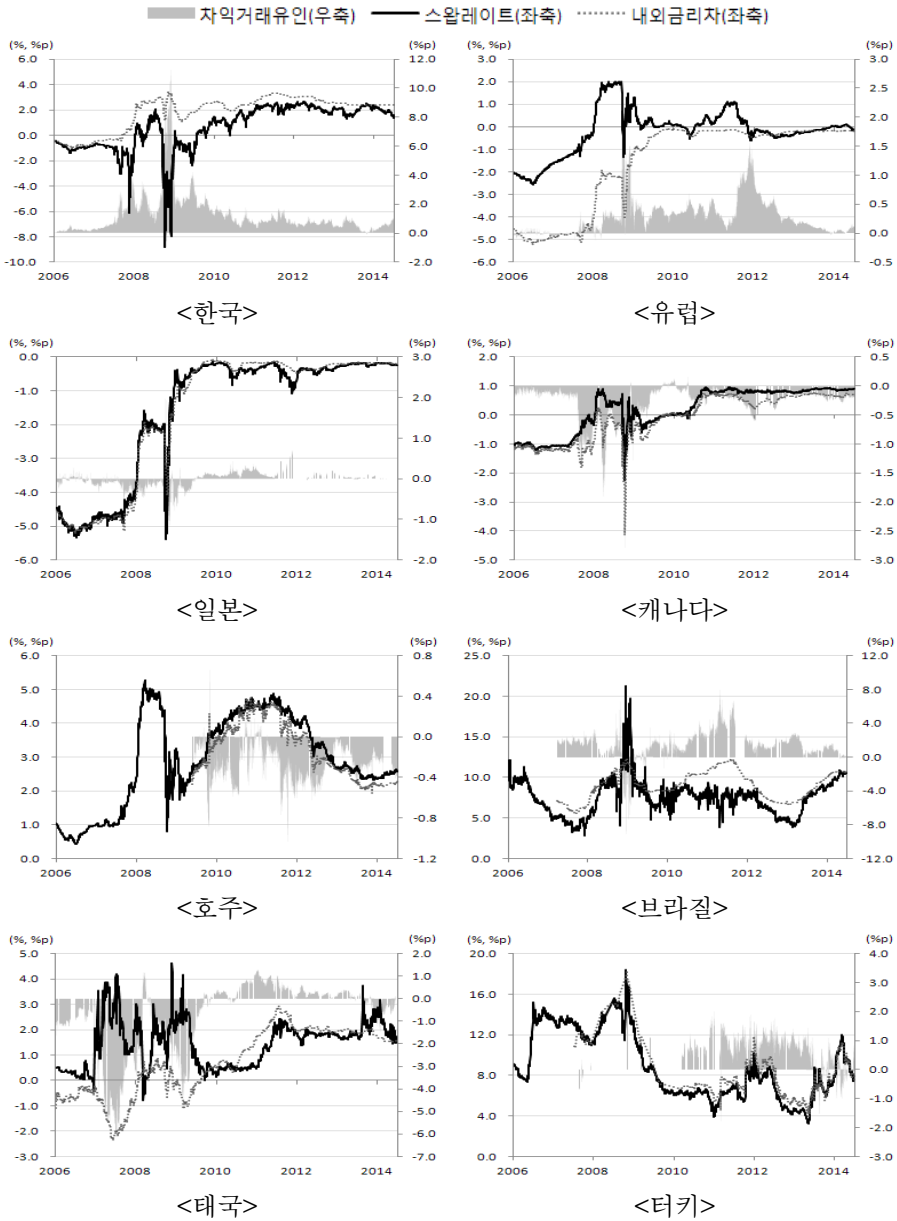 차익거래유인(우축) 스왑레이트(좌축) 내외금리차(좌축)
(%, %p) (%p) (%, %p) (%p)
6.0 12.0 3.0 3.0
4.0 10.0 2.0 2.5
2.0 8.0 1.0 2.0
0.0 6.0 0.0 1.5
-2.0 4.0 -1.0 1.0
-4.0 2.0 -2.0 0.5
-6.0 0.0 -3.0 0.0
-8.0 -2.0 -4.0 -0.5
-10.0 -5.0
-6.0
2006 2008 2010 2012 2014 2006 2008 2010 2012 2014
<한국> <유럽>
(%, %p) (%p) (%, %p) (%p)
0.0 3.0 2.0 0.5
-1.0 2.0 1.0 0.0
-2.0 1.0 0.0 -0.5
-3.0 0.0 -1.0 -1.0
-4.0 -1.0 -2.0 -1.5
-5.0 -2.0 -3.0 -2.0
-6.0 -4.0 -2.5
-5.0 -3.0
2006 2008 2010 2012 2014 2006 2008 2010 2012 2014
<일본> <캐나다>
(%, %p) (%p) (%, %p) (%p)
6.0 0.8 25.0 12.0
5.0 0.4 20.0 8.0
4.0 0.0 15.0 4.0
3.0 -0.4 10.0 0.0
2.0 -0.8 5.0 -4.0
1.0 -1.2 0.0 -8.0
0.0 -12.0
2006 2008 2010 2012 2014 2006 2008 2010 2012 2014
<호주> <브라질>
(%, %p) (%p) (%, %p) (%p)
5.0 2.0 20.0 4.0
4.0 1.0 16.0 3.0
3.0 0.0 12.0 2.0
2.0 -1.0 8.0 1.0
1.0 -2.0 4.0 0.0
0.0 -3.0 0.0 -1.0
-1.0 -4.0 -2.0
-2.0 -5.0 -3.0
-3.0 -6.0
-7.0
2006 2008 2010 2012 2014 2006 2008 2010 2012 2014
<태국> <터키>